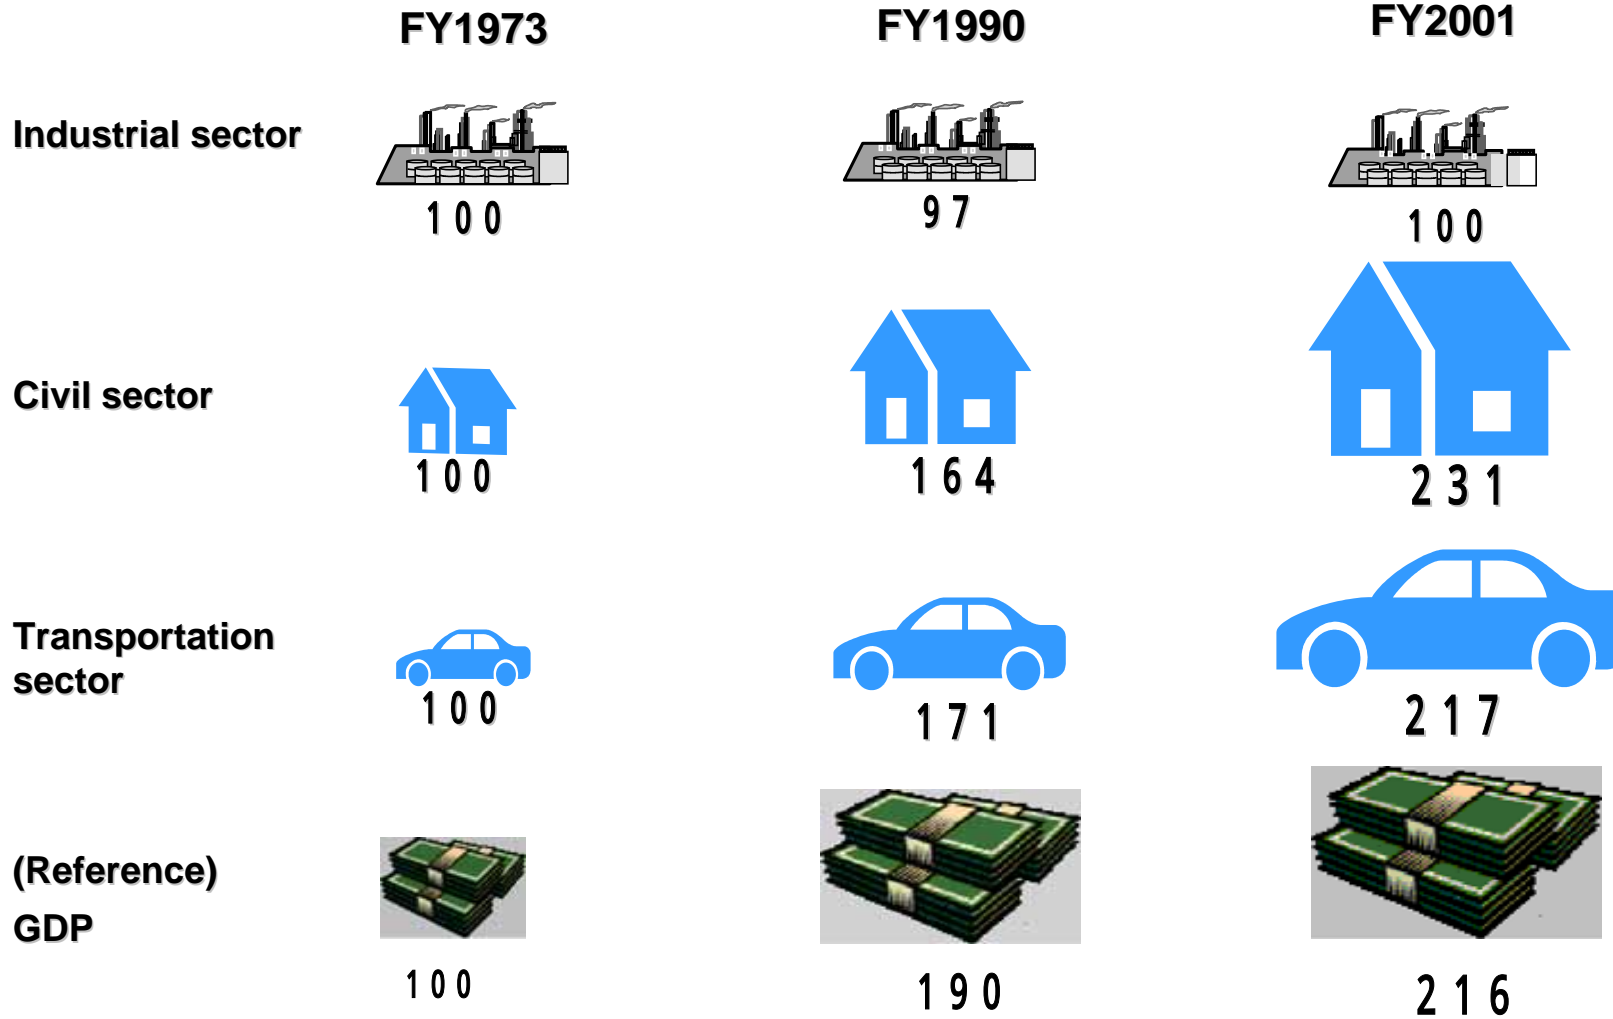 FY1973 FY1990 FY2001
Industrial sector
100 97 100
Civil sector
100 164 231
Transportation
sector
100 171 217
(Reference)
GDP
100 190 216